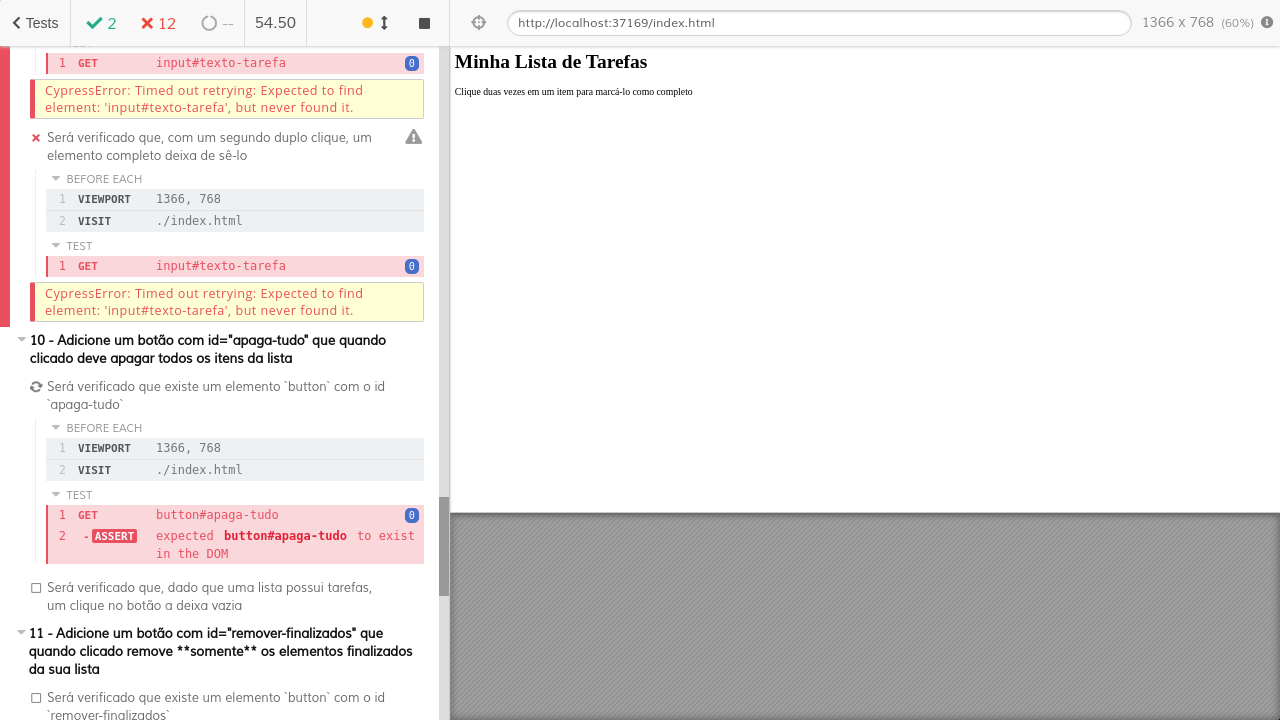 Tests
2
12
--
54.50
http://localhost:37169/index.html
1366 x 768 (60%)
1 GET input#texto-tarefa 0
CypressError: Timed out retrying: Expected to find
element: 'input#texto-tarefa', but never found it.
Será verificado que, com um segundo duplo clique, um
elemento completo deixa de sê-lo
BEFORE EACH
1 VIEWPORT 1366, 768
2 VISIT ./index.html
TEST
1 GET input#texto-tarefa 0
CypressError: Timed out retrying: Expected to find
element: 'input#texto-tarefa', but never found it.
10 - Adicione um botão com id="apaga-tudo" que quando
clicado deve apagar todos os itens da lista
Será verificado que existe um elemento `button` com o id
`apaga-tudo`
BEFORE EACH
1 VIEWPORT 1366, 768
2 VISIT ./index.html
TEST
1 GET button#apaga-tudo 0
2 -ASSERT expected button#apaga-tudo to exist
in the DOM
Será verificado que, dado que uma lista possui tarefas,
um clique no botão a deixa vazia
11 - Adicione um botão com id="remover-finalizados" que
quando clicado remove **somente** os elementos finalizados
da sua lista
Será verificado que existe um elemento `button` com o id
`remover-finalizados`
Minha Lista de Tarefas
Clique duas vezes em um item para marcá-lo como completo